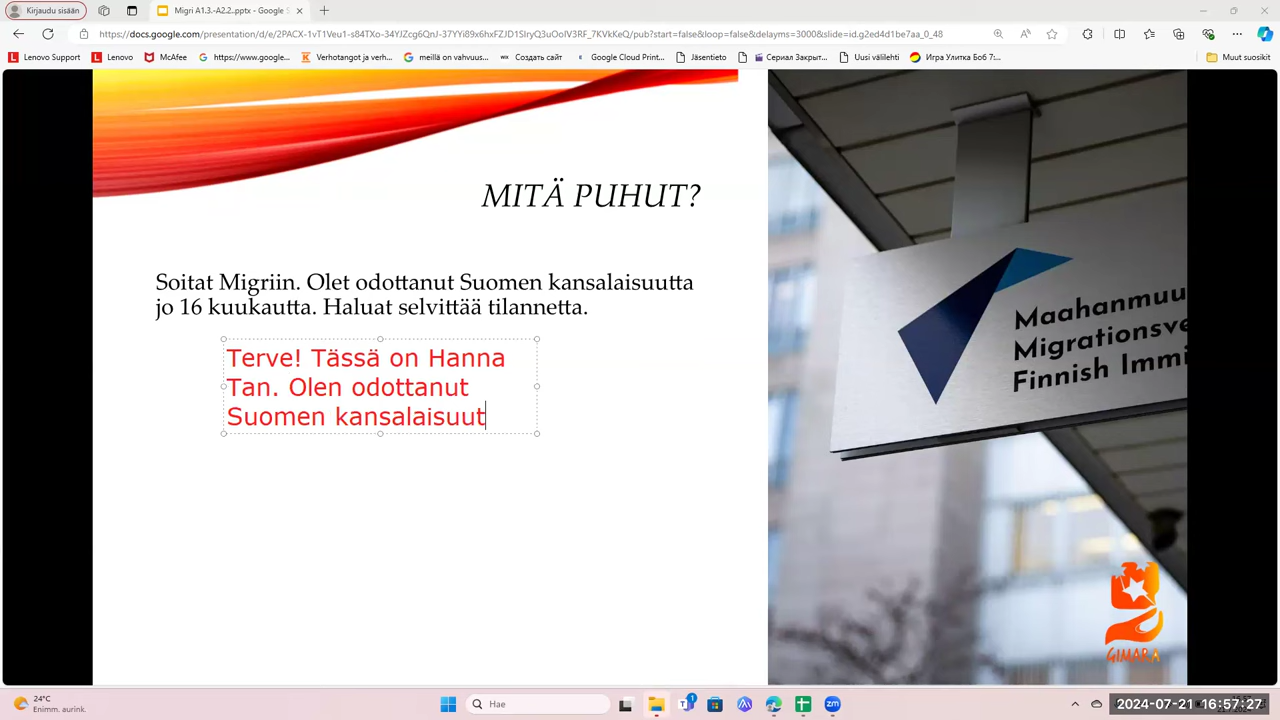 Kirjaudu sisään
Migri A1.3.-A2.2..pptx - Google S
https://docs.google.com/presentation/d/e/2PACX-1vT1Veu1-s84TXo-34YJZcg6QnJ-37YYi89x6hxFZJD1SIryQ3uOoIV3RF_7KVkKeQ/pub?start=false&loop=false&delayms=3000&slide=id.g2ed4d1be7aa_0_48
Lenovo Support
Lenovo
McAfee
https://www.google...
Verhotangot ja verh...
meillä on vahvuus...
Создать сайт
Google Cloud Print...
Jäsentieto
Сериал Закрыт...
Uusi välilehti
Игра Улитка Боб 7:...
Muut suosikit
MITÄ PUHUT?
Soitat Migriin. Olet odottanut Suomen kansalaisuutta
jo 16 kuukautta. Haluat selvittää tilannetta.
Terve! Tässä on Hanna
Tan. Olen odottanut
Suomen kansalaisuut
Maahanmuu
Migrationsve
Finnish Immi
GIMARA
24°C
Enimm. aurink.
Hae
1
zm
2024-07-21 16:57:27